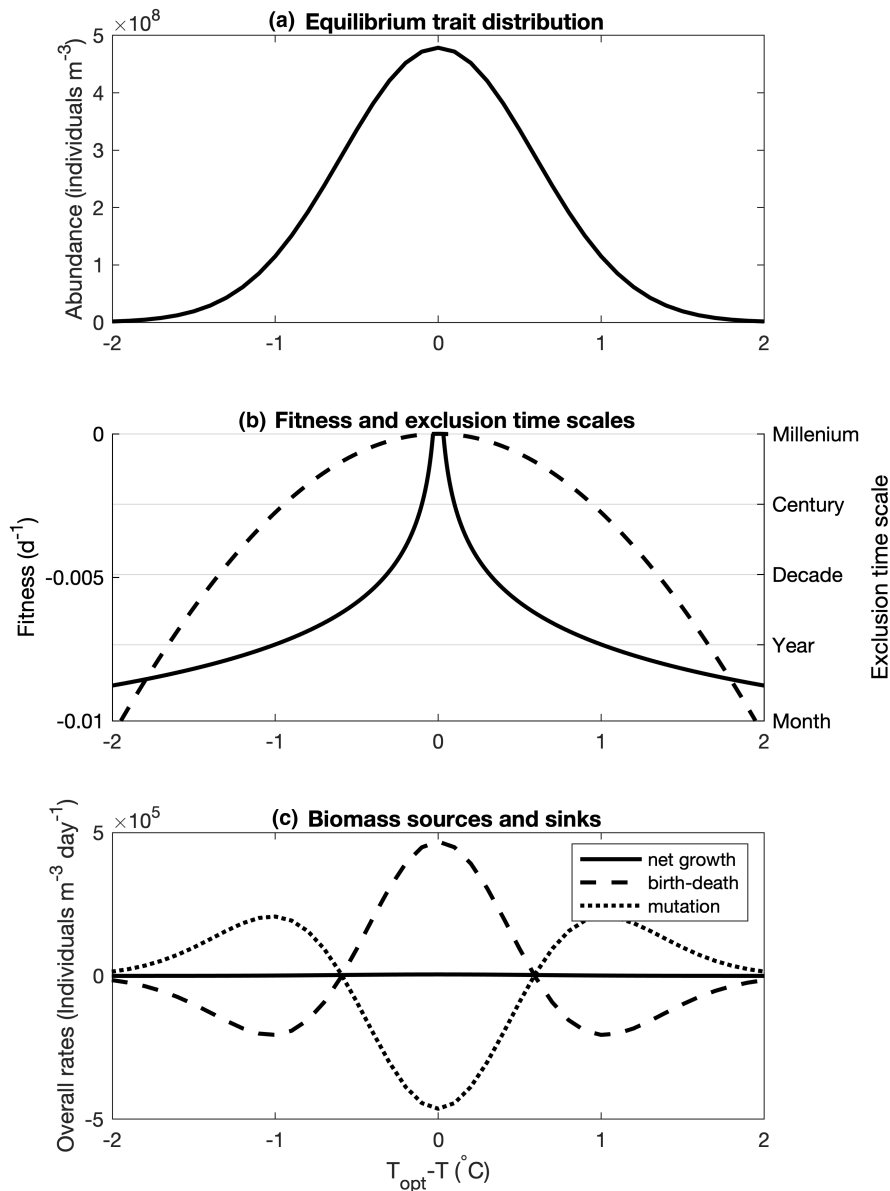 (a) Equilibrium trait distribution
×10^8
Abundance (individuals m^-3)
5
4
3
2
1
0
-2
-1
0
1
2
(b) Fitness and exclusion time scales
Fitness (d^-1)
0
-0.005
-0.01
Millenium
Century
Decade
Year
Month
Exclusion time scale
-2
-1
0
1
2
(c) Biomass sources and sinks
×10^5
Overall rates (Individuals m^-3 day^-1)
5
0
-5
net growth
birth-death
mutation
-2
-1
0
1
2
T_opt-T (°C)